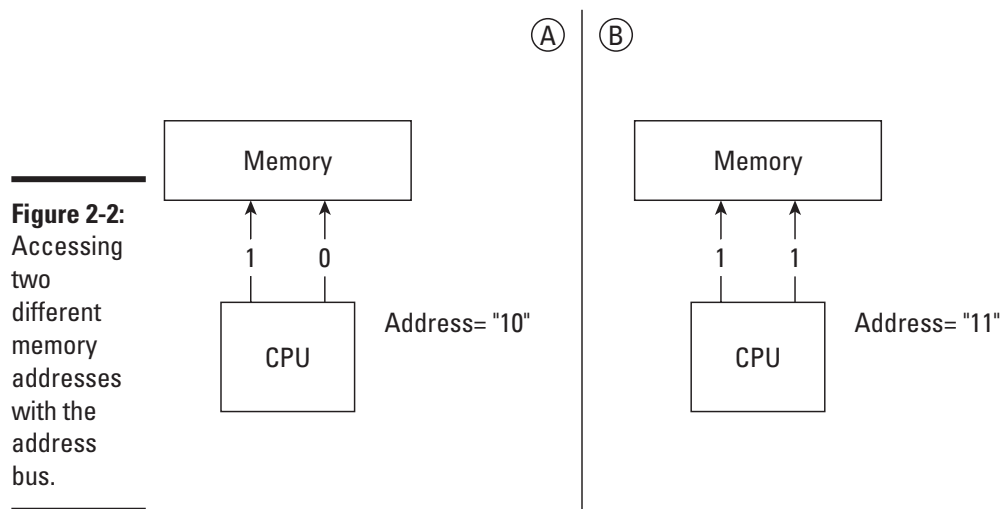 A
B
Memory
Memory
Figure 2-2:
Accessing
two
different
memory
addresses
with the
address
bus.
1 0
1 1
Address= "10"
Address= "11"
CPU
CPU